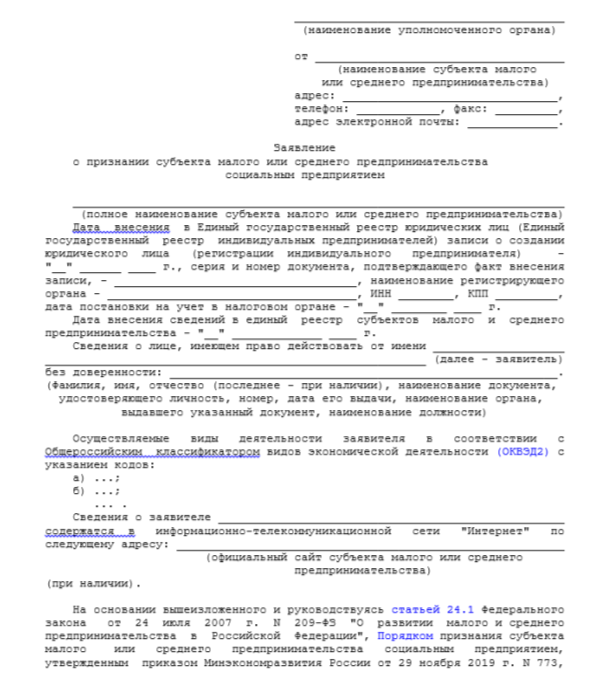 (наименование уполномоченного органа)
от
(наименование субъекта малого
или среднего предпринимательства)
адрес: ,
телефон: , факс: ,
адрес электронной почты: .
Заявление
о признании субъекта малого или среднего предпринимательства
социальным предприятием
(полное наименование субъекта малого или среднего предпринимательства)
Дата внесения в Единый государственный реестр юридических лиц (Единый
государственный реестр индивидуальных предпринимателей) записи о создании
юридического лица (регистрации индивидуального предпринимателя) -
"__" ______ ____ г., серия и номер документа, подтверждающего факт внесения
записи, - , наименование регистрирующего
органа - , ИНН , КПП ,
дата постановки на учет в налоговом органе - "__" ______ ____ г.
Дата внесения сведений в единый реестр субъектов малого и среднего
предпринимательства - "__" ______ ____ г.
Сведения о лице, имеющем право действовать от имени
(далее - заявитель)
без доверенности: .
(Фамилия, имя, отчество (последнее - при наличии), наименование документа,
удостоверяющего личность, номер, дата его выдачи, наименование органа,
выдавшего указанный документ, наименование должности)
Осуществляемые виды деятельности заявителя в соответствии с
Общероссийским классификатором видов экономической деятельности (ОКВЭД2) с
указанием кодов:
а) ...;
б) ...;
... .
Сведения о заявителе
содержатся в информационно-телекоммуникационной сети "Интернет" по
следующему адресу:
(официальный сайт субъекта малого или среднего
предпринимательства)
(при наличии).
На основании вышеизложенного и руководствуясь статьей 24.1 Федерального
закона от 24 июля 2007 г. N 209-ФЗ "О развитии малого и среднего
предпринимательства в Российской Федерации", Порядком признания субъекта
малого или среднего предпринимательства социальным предприятием,
утвержденным приказом Минэкономразвития России от 29 ноября 2019 г. N 773,